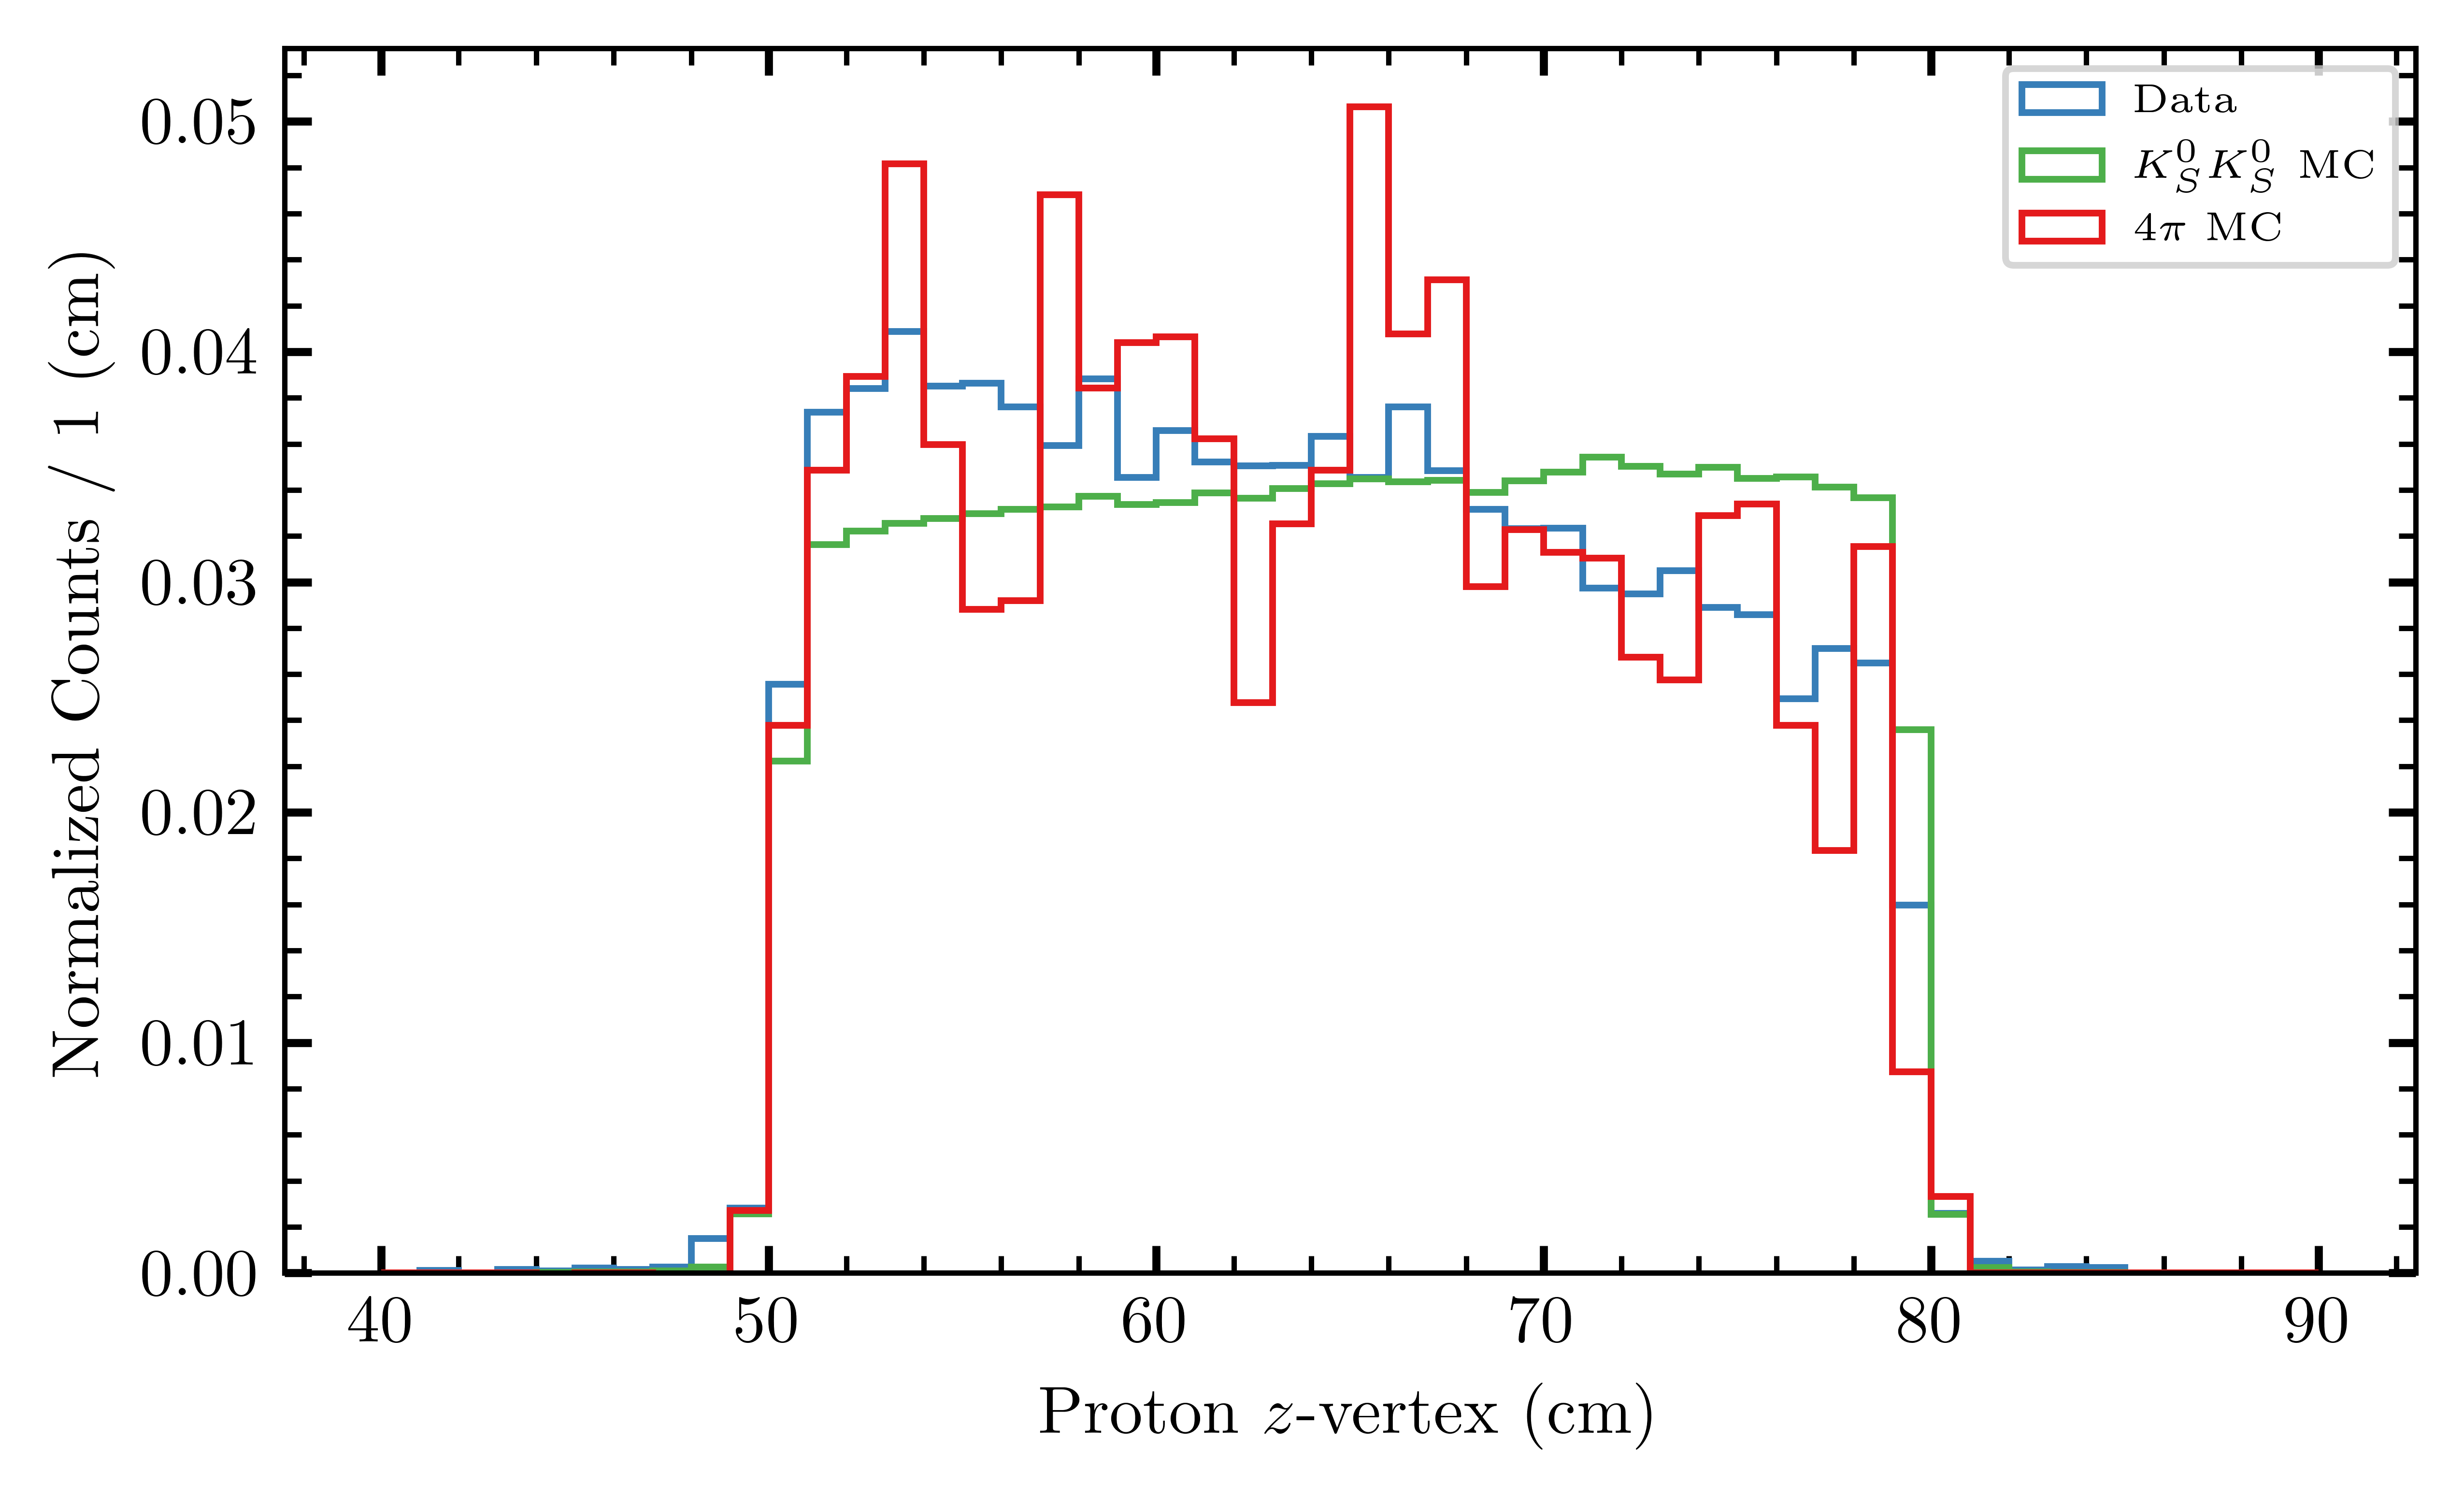 Normalized Counts / 1 (cm)
0.05
0.04
0.03
0.02
0.01
0.00
40 50 60 70 80 90
Proton z-vertex (cm)
Data
K_S^0 K_S^0 MC
4π MC